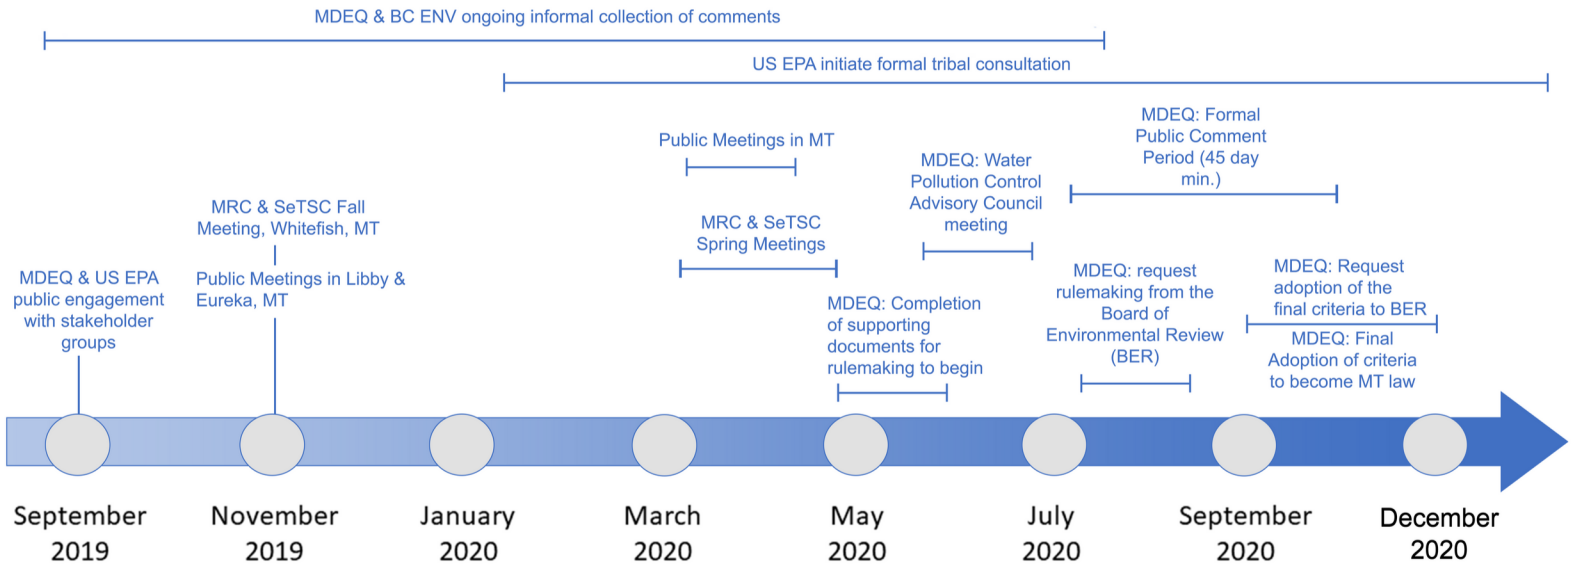 MDEQ & BC ENV ongoing informal collection of comments
US EPA initiate formal tribal consultation
MDEQ: Formal
Public Comment
Period (45 day
min.)
Public Meetings in MT
MDEQ: Water
Pollution Control
Advisory Council
meeting
MRC & SeTSC Fall
Meeting, Whitefish, MT
MRC & SeTSC
Spring Meetings
MDEQ & US EPA
public engagement
with stakeholder
groups
Public Meetings in Libby &
Eureka, MT
MDEQ: Completion
of supporting
documents for
rulemaking to begin
MDEQ: request
rulemaking from the
Board of
Environmental Review
(BER)
MDEQ: Request
adoption of the
final criteria to BER
MDEQ: Final
Adoption of criteria
to become MT law
September
2019
November
2019
January
2020
March
2020
May
2020
July
2020
September
2020
December
2020